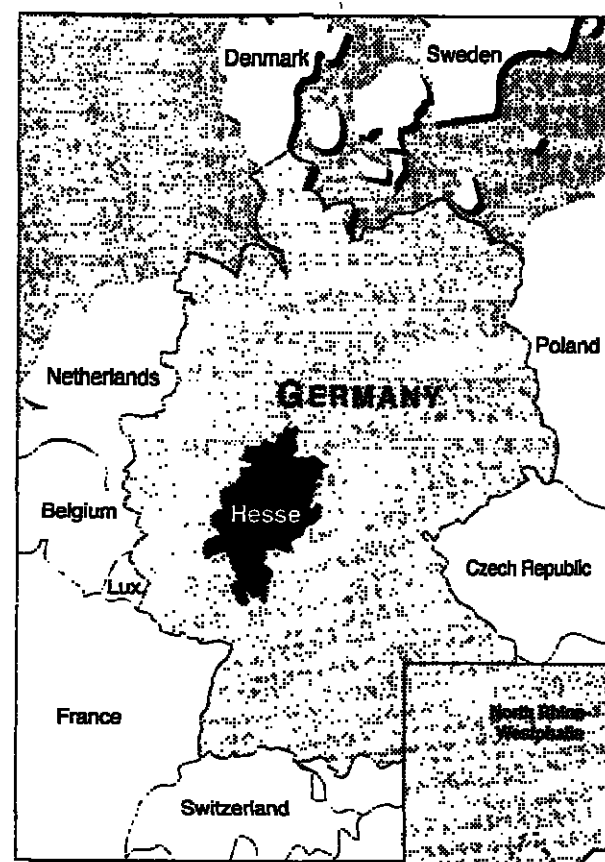 Denmark
Sweden
Poland
Netherlands
GERMANY
Belgium
Hesse
Czech Republic
Lux.
France
North Rhine-
Westphalia
Switzerland